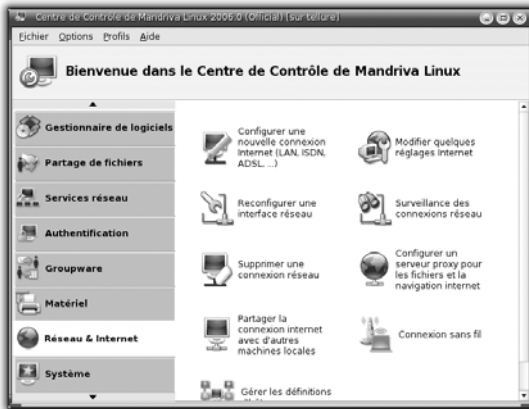 Centre de Contrôle de Mandriva Linux 2006.0 (Official) [sur tellure]
Fichier Options Profils Aide
Bienvenue dans le Centre de Contrôle de Mandriva Linux
Gestionnaire de logiciels
Partage de fichiers
Services réseau
Authentification
Groupware
Matériel
Réseau & Internet
Système
Configurer une
nouvelle connexion
Internet (LAN, ISDN,
ADSL, ...)
Modifier quelques
réglages Internet
Reconfigurer une
interface réseau
Surveillance des
connexions réseau
Supprimer une
connexion réseau
Configurer un
serveur proxy pour
les fichiers et la
navigation internet
Partager la
connexion internet
avec d'autres
machines locales
Connexion sans fil
Gérer les définitions